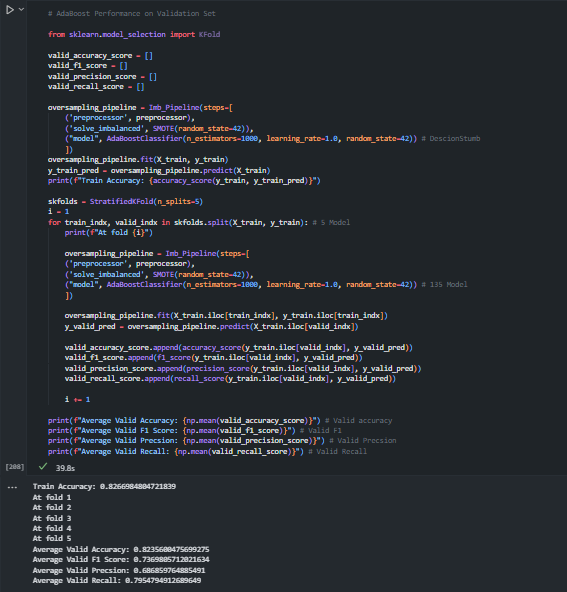 # AdaBoost Performance on Validation Set
from sklearn.model_selection import KFold
valid_accuracy_score = []
valid_f1_score = []
valid_precision_score = []
valid_recall_score = []
oversampling_pipeline = Imb_Pipeline(steps=[
('preprocessor', preprocessor),
('solve_imbalanced', SMOTE(random_state=42)),
("model", AdaBoostClassifier(n_estimators=1000, learning_rate=1.0, random_state=42)) # DescionStumb
])
oversampling_pipeline.fit(X_train, y_train)
y_train_pred = oversampling_pipeline.predict(X_train)
print(f"Train Accuracy: {accuracy_score(y_train, y_train_pred)}")
skfolds = StratifiedKFold(n_splits=5)
i = 1
for train_indx, valid_indx in skfolds.split(X_train, y_train): # 5 Model
print(f"At fold {i}")
oversampling_pipeline = Imb_Pipeline(steps=[
('preprocessor', preprocessor),
('solve_imbalanced', SMOTE(random_state=42)),
("model", AdaBoostClassifier(n_estimators=1000, learning_rate=1.0, random_state=42)) # 135 Model
])
oversampling_pipeline.fit(X_train.iloc[train_indx], y_train.iloc[train_indx])
y_valid_pred = oversampling_pipeline.predict(X_train.iloc[valid_indx])
valid_accuracy_score.append(accuracy_score(y_train.iloc[valid_indx], y_valid_pred))
valid_f1_score.append(f1_score(y_train.iloc[valid_indx], y_valid_pred))
valid_precision_score.append(precision_score(y_train.iloc[valid_indx], y_valid_pred))
valid_recall_score.append(recall_score(y_train.iloc[valid_indx], y_valid_pred))
i += 1
print(f"Average Valid Accuracy: {np.mean(valid_accuracy_score)}") # Valid accuracy
print(f"Average Valid F1 Score: {np.mean(valid_f1_score)}") # Valid F1
print(f"Average Valid Precsion: {np.mean(valid_precision_score)}") # Valid Precsion
print(f"Average Valid Recall: {np.mean(valid_recall_score)}") # Valid Recall
[208] 39.8s
... Train Accuracy: 0.8266984804721839
At fold 1
At fold 2
At fold 3
At fold 4
At fold 5
Average Valid Accuracy: 0.8235600475699275
Average Valid F1 Score: 0.7369805712021634
Average Valid Precsion: 0.686859764885491
Average Valid Recall: 0.7954794912689649